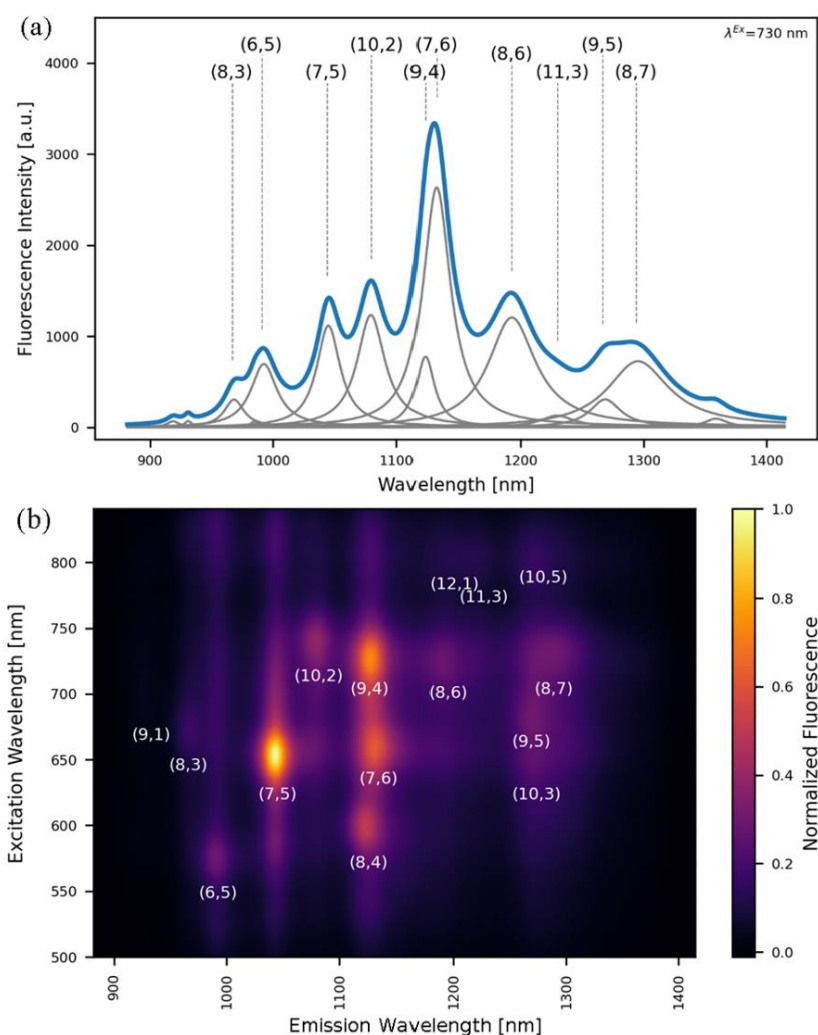 (a)
λEx=730 nm
(6,5) (10,2) (7,6) (9,5)
(8,3) (7,5) (9,4) (8,6) (11,3) (8,7)
Fluorescence Intensity [a.u.]
4000
3000
2000
1000
0
900 1000 1100 1200 1300 1400
Wavelength [nm]
(b)
Excitation Wavelength [nm]
800
750
700
650
600
550
500
(12,1) (10,5)
(11,3)
(10,2)
(9,4) (8,6) (8,7)
(9,1)
(8,3)
(9,5)
(7,6)
(7,5) (10,3)
(8,4)
(6,5)
900 1000 1100 1200 1300 1400
Emission Wavelength [nm]
1.0
0.8
0.6
0.4
0.2
0.0
Normalized Fluorescence